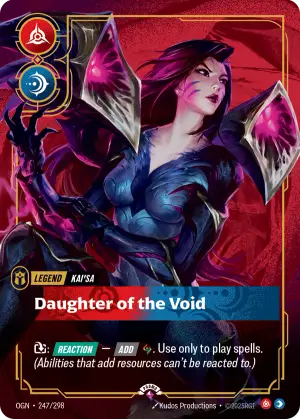 LEGEND KAI'SA
Daughter of the Void
: REACTION — ADD . Use only to play spells.
(Abilities that add resources can't be reacted to.)
OGN • 247/298
Kudos Productions • ©2025RGI